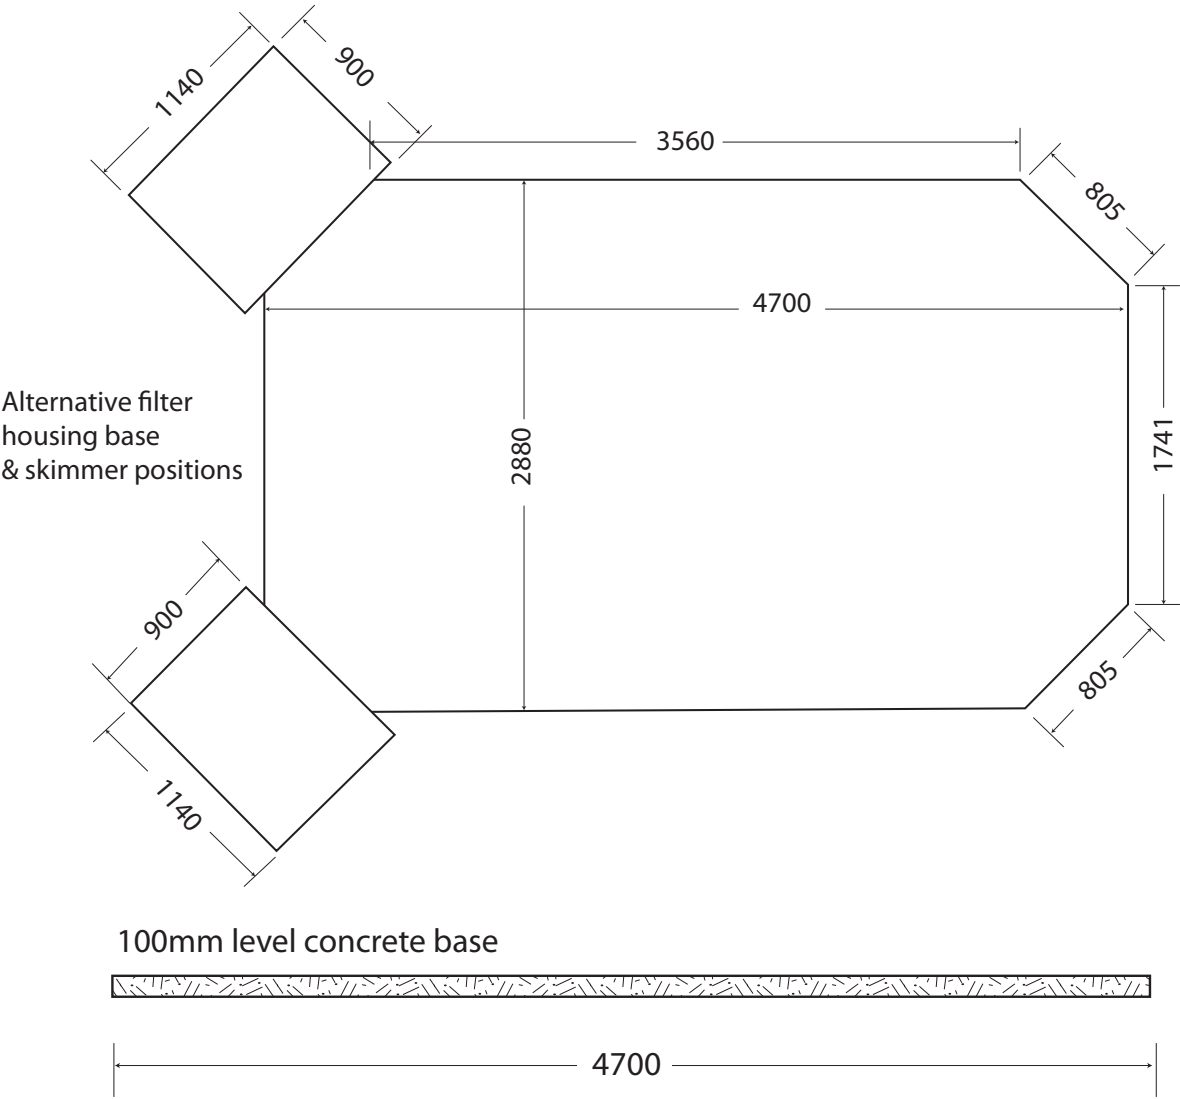 1140
900
3560
805
4700
Alternative filter
housing base
& skimmer positions
2880
1741
900
805
1140
100mm level concrete base
4700